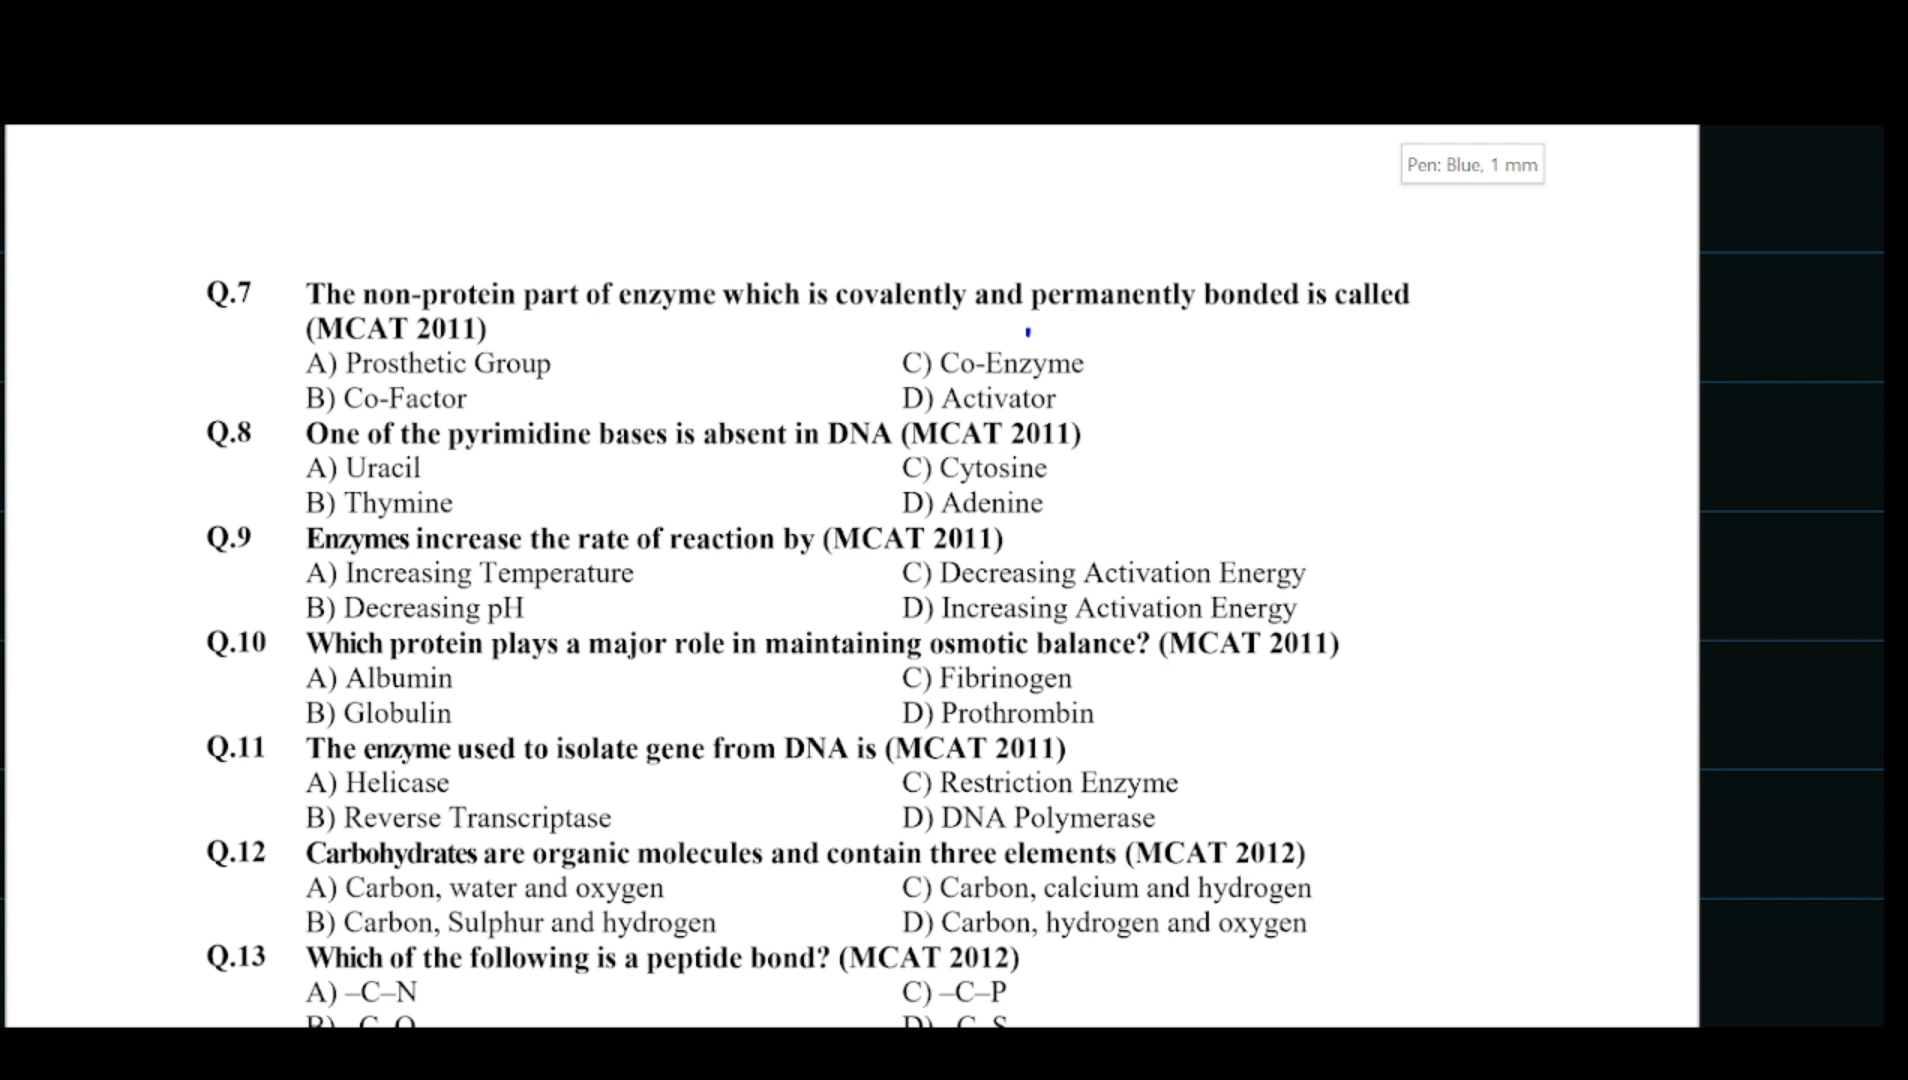 Pen: Blue, 1 mm
Q.7 The non-protein part of enzyme which is covalently and permanently bonded is called
(MCAT 2011)
A) Prosthetic Group C) Co-Enzyme
B) Co-Factor D) Activator
Q.8 One of the pyrimidine bases is absent in DNA (MCAT 2011)
A) Uracil C) Cytosine
B) Thymine D) Adenine
Q.9 Enzymes increase the rate of reaction by (MCAT 2011)
A) Increasing Temperature C) Decreasing Activation Energy
B) Decreasing pH D) Increasing Activation Energy
Q.10 Which protein plays a major role in maintaining osmotic balance? (MCAT 2011)
A) Albumin C) Fibrinogen
B) Globulin D) Prothrombin
Q.11 The enzyme used to isolate gene from DNA is (MCAT 2011)
A) Helicase C) Restriction Enzyme
B) Reverse Transcriptase D) DNA Polymerase
Q.12 Carbohydrates are organic molecules and contain three elements (MCAT 2012)
A) Carbon, water and oxygen C) Carbon, calcium and hydrogen
B) Carbon, Sulphur and hydrogen D) Carbon, hydrogen and oxygen
Q.13 Which of the following is a peptide bond? (MCAT 2012)
A) –C–N C) –C–P